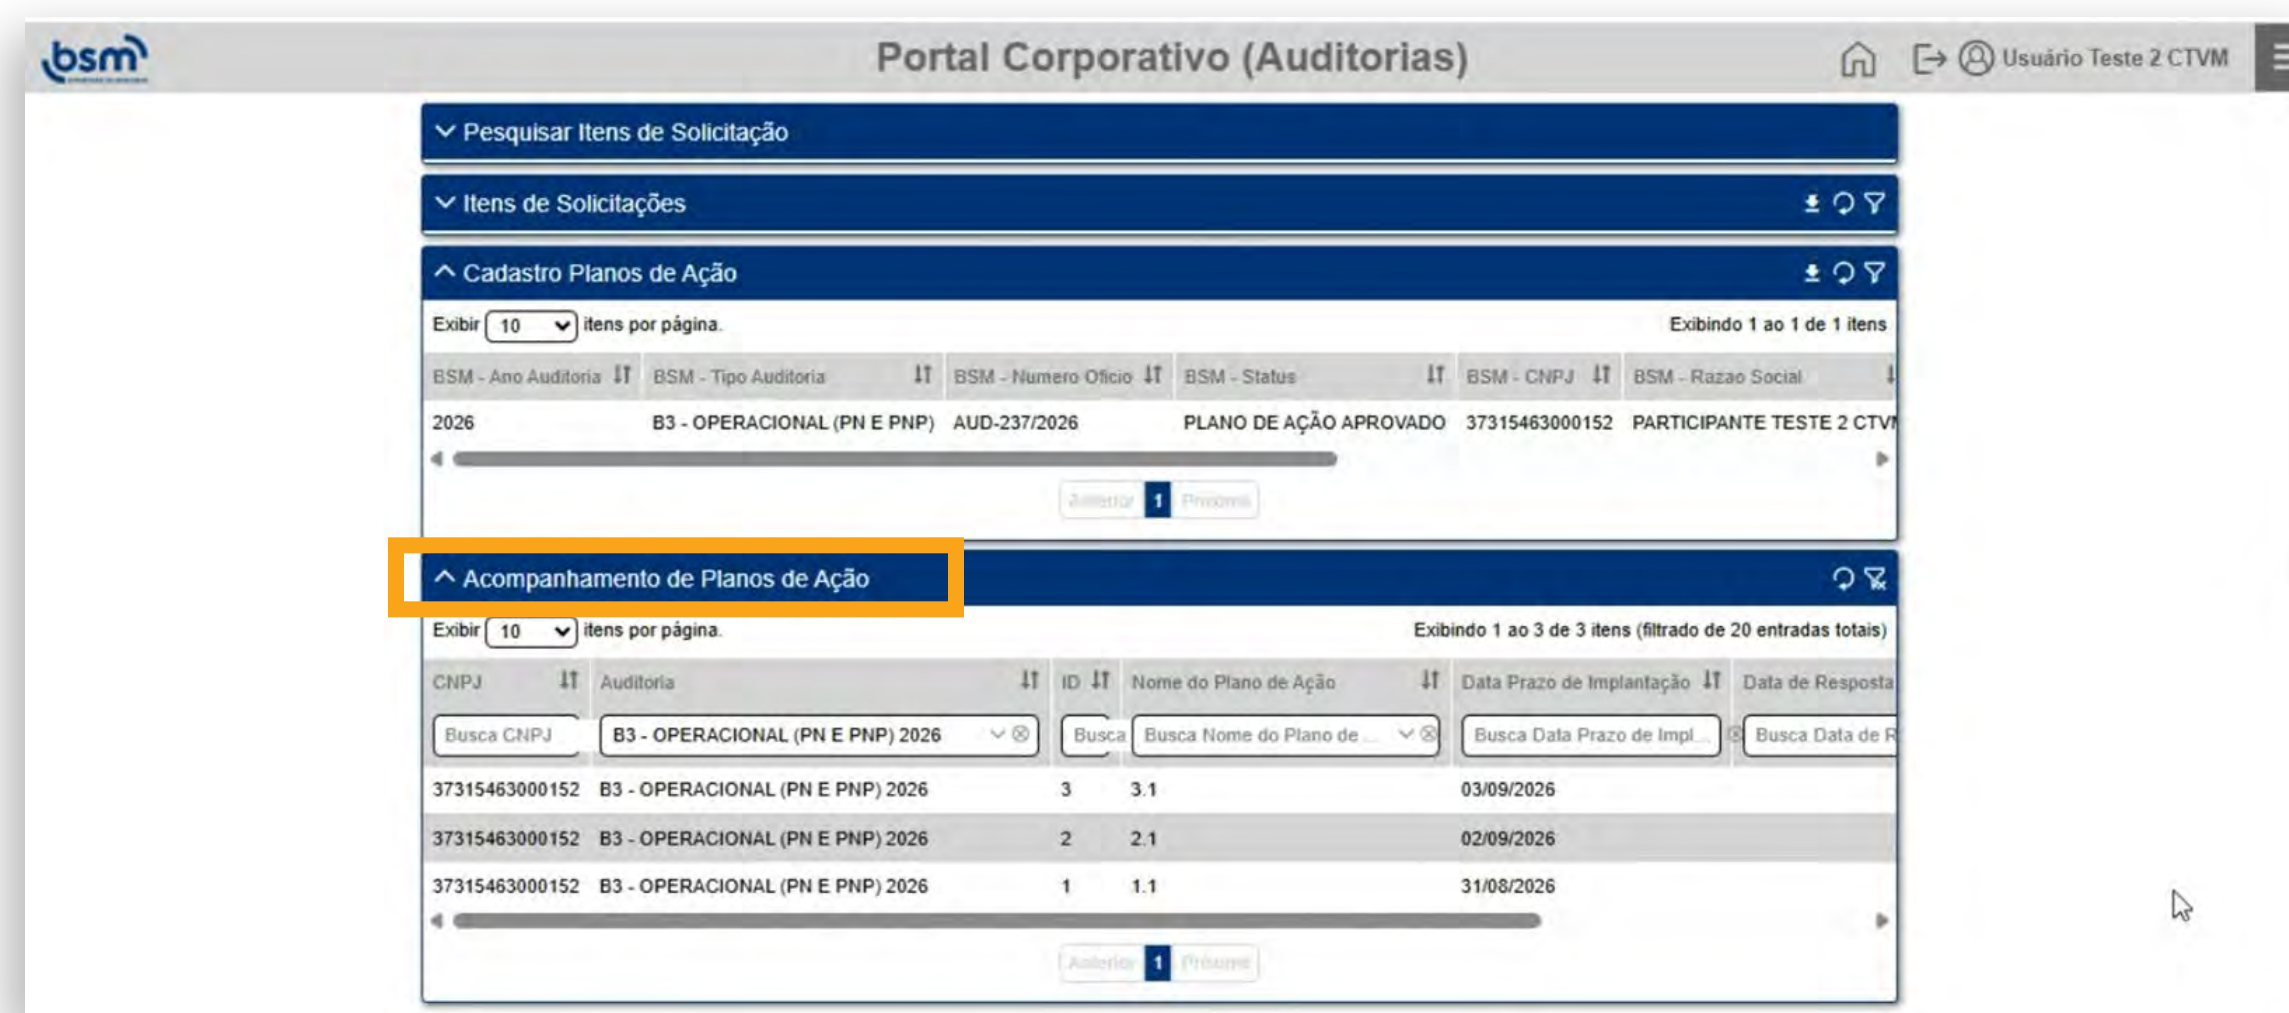 bsm
Portal Corporativo (Auditorias)
Usuário Teste 2 CTVM
Pesquisar Itens de Solicitação
Itens de Solicitações
Cadastro Planos de Ação
Exibir 10 itens por página.
Exibindo 1 ao 1 de 1 itens
BSM - Ano Auditoria BSM - Tipo Auditoria BSM - Numero Oficio BSM - Status BSM - CNPJ BSM - Razao Social
2026 B3 - OPERACIONAL (PN E PNP) AUD-237/2026 PLANO DE AÇÃO APROVADO 37315463000152 PARTICIPANTE TESTE 2 CTVM
Anterior 1 Próximo
Acompanhamento de Planos de Ação
Exibir 10 itens por página.
Exibindo 1 ao 3 de 3 itens (filtrado de 20 entradas totais)
CNPJ Auditoria ID Nome do Plano de Ação Data Prazo de Implantação Data de Resposta
Busca CNPJ B3 - OPERACIONAL (PN E PNP) 2026 Busca Busca Nome do Plano de ... Busca Data Prazo de Impl... Busca Data de R
37315463000152 B3 - OPERACIONAL (PN E PNP) 2026 3 3.1 03/09/2026
37315463000152 B3 - OPERACIONAL (PN E PNP) 2026 2 2.1 02/09/2026
37315463000152 B3 - OPERACIONAL (PN E PNP) 2026 1 1.1 31/08/2026
Anterior 1 Próximo